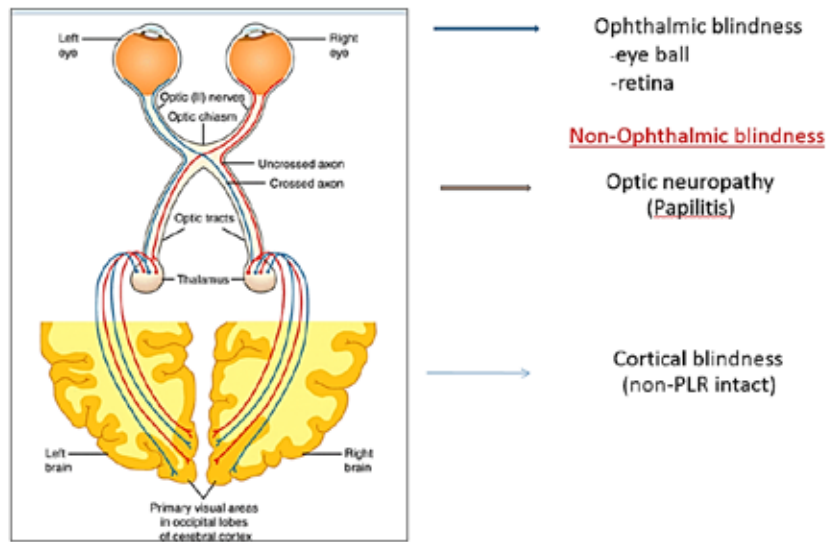 Left
eye
Right
eye
Optic (II) nerves
Optic chiasm
Uncrossed axon
Crossed axon
Optic tracts
Thalamus
Left
brain
Right
brain
Primary visual areas
in occipital lobes
of cerebral cortex
Ophthalmic blindness
-eye ball
-retina
Non-Ophthalmic blindness
Optic neuropathy
(Papilitis)
Cortical blindness
(non-PLR intact)